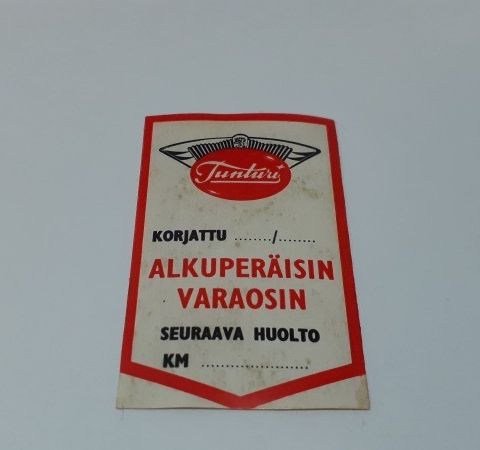 Tunturi
KORJATTU ......../........
ALKUPERÄISIN
VARAOSIN
SEURAAVA HUOLTO
KM ......................